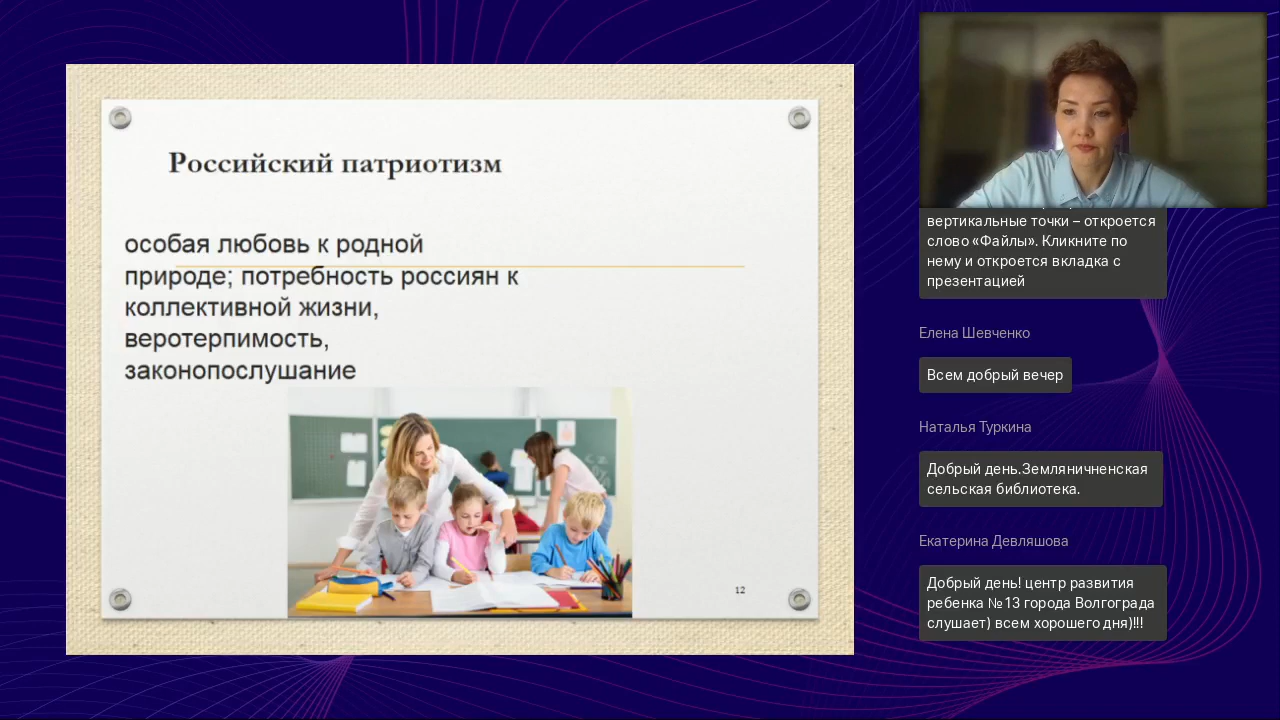 Российский патриотизм
особая любовь к родной
природе; потребность россиян к
коллективной жизни,
веротерпимость,
законопослушание
12
вертикальные точки – откроется
слово «Файлы». Кликните по
нему и откроется вкладка с
презентацией
Елена Шевченко
Всем добрый вечер
Наталья Туркина
Добрый день.Земляничненская
сельская библиотека.
Екатерина Девляшова
Добрый день! центр развития
ребенка №13 города Волгограда
слушает) всем хорошего дня)!!!